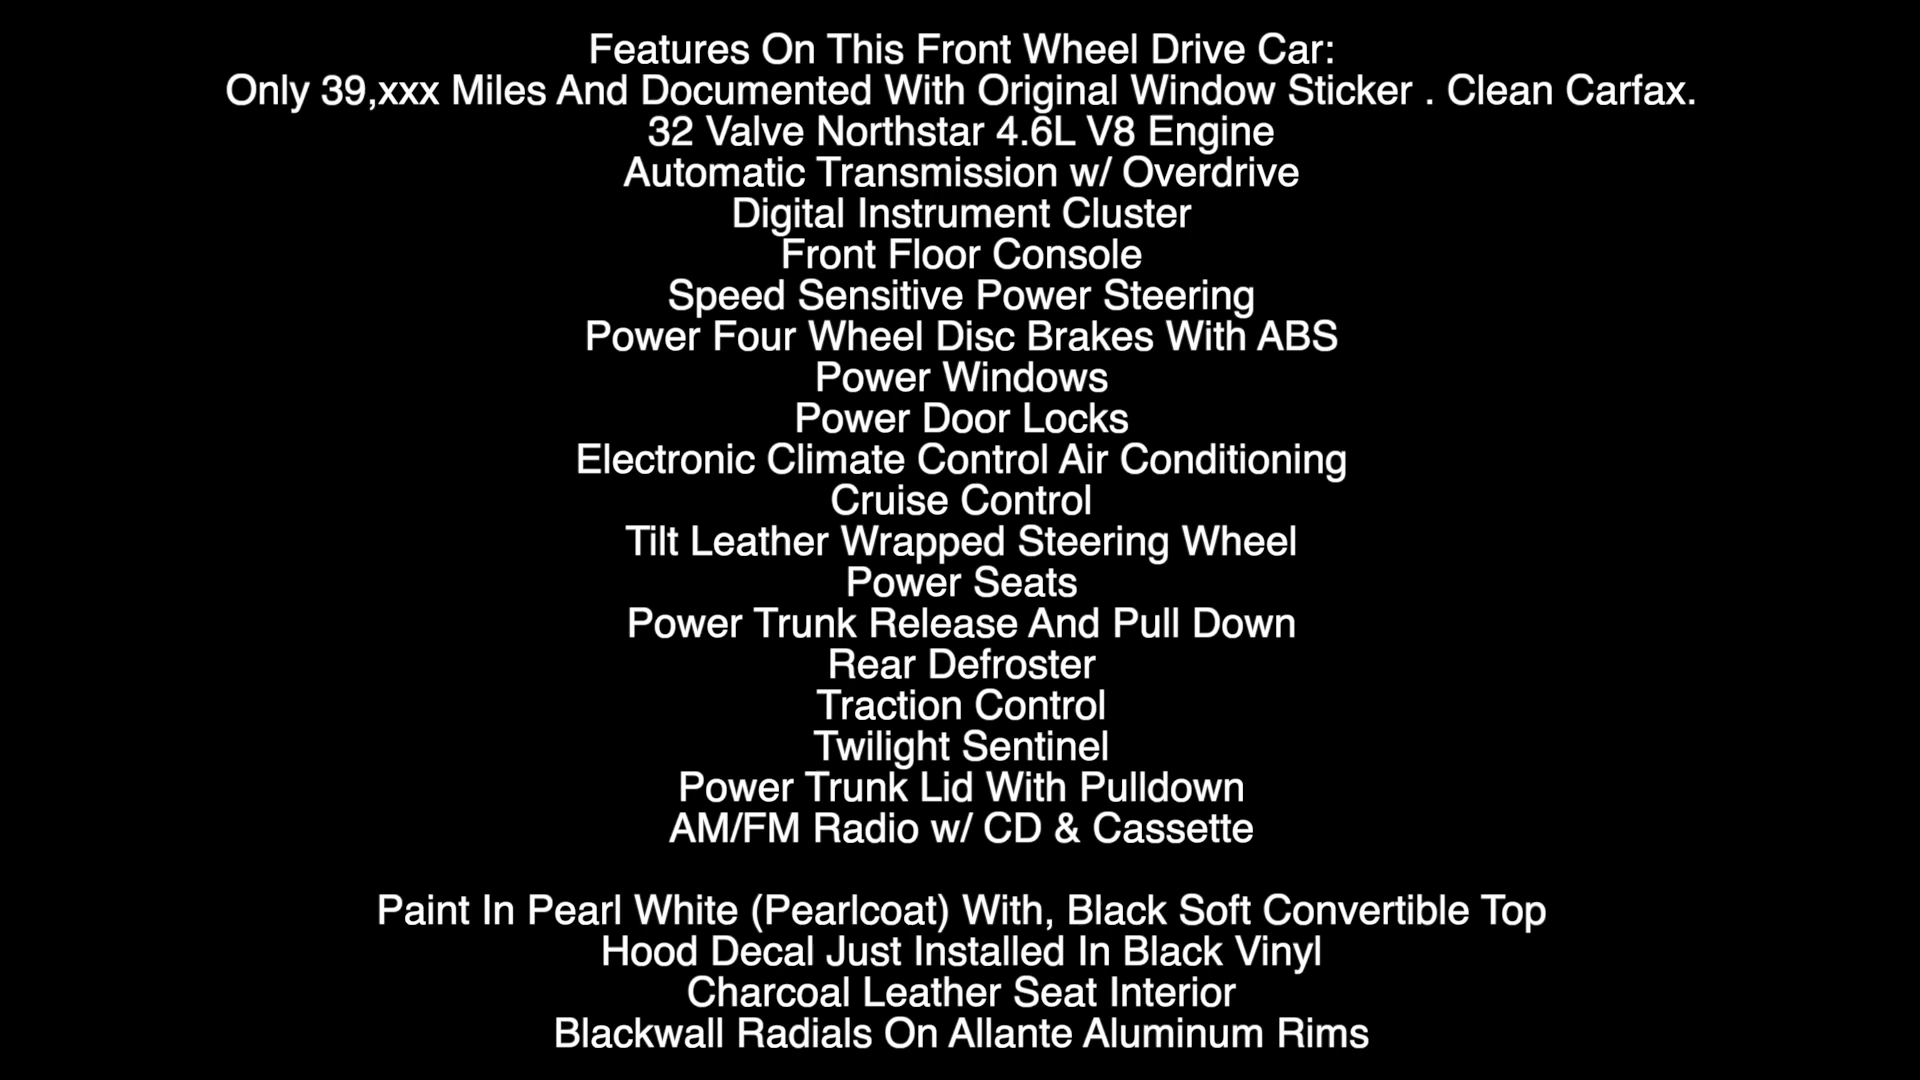 Features On This Front Wheel Drive Car:
Only 39,xxx Miles And Documented With Original Window Sticker . Clean Carfax.
32 Valve Northstar 4.6L V8 Engine
Automatic Transmission w/ Overdrive
Digital Instrument Cluster
Front Floor Console
Speed Sensitive Power Steering
Power Four Wheel Disc Brakes With ABS
Power Windows
Power Door Locks
Electronic Climate Control Air Conditioning
Cruise Control
Tilt Leather Wrapped Steering Wheel
Power Seats
Power Trunk Release And Pull Down
Rear Defroster
Traction Control
Twilight Sentinel
Power Trunk Lid With Pulldown
AM/FM Radio w/ CD & Cassette
Paint In Pearl White (Pearlcoat) With, Black Soft Convertible Top
Hood Decal Just Installed In Black Vinyl
Charcoal Leather Seat Interior
Blackwall Radials On Allante Aluminum Rims